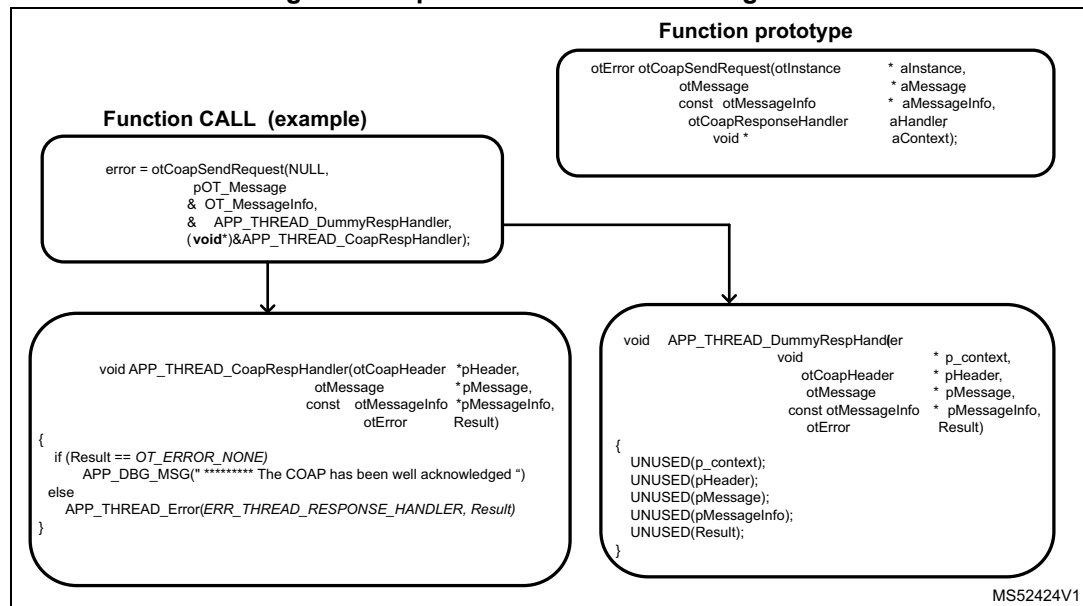 Function prototype
otError otCoapSendRequest(otInstance * aInstance,
otMessage * aMessage,
const otMessageInfo * aMessageInfo,
otCoapResponseHandler aHandler,
void * aContext);
Function CALL (example)
error = otCoapSendRequest(NULL,
pOT_Message,
& OT_MessageInfo,
& APP_THREAD_DummyRespHandler,
(void*)&APP_THREAD_CoapRespHandler);
void APP_THREAD_CoapRespHandler(otCoapHeader *pHeader,
otMessage *pMessage,
const otMessageInfo *pMessageInfo,
otError Result)
{
if (Result == OT_ERROR_NONE)
APP_DBG_MSG(" ********* The COAP has been well acknowledged “)
else
APP_THREAD_Error(ERR_THREAD_RESPONSE_HANDLER, Result)
}
void APP_THREAD_DummyRespHandler(
void * p_context,
otCoapHeader * pHeader,
otMessage * pMessage,
const otMessageInfo * pMessageInfo,
otError Result)
{
UNUSED(p_context);
UNUSED(pHeader);
UNUSED(pMessage);
UNUSED(pMessageInfo);
UNUSED(Result);
}
MS52424V1